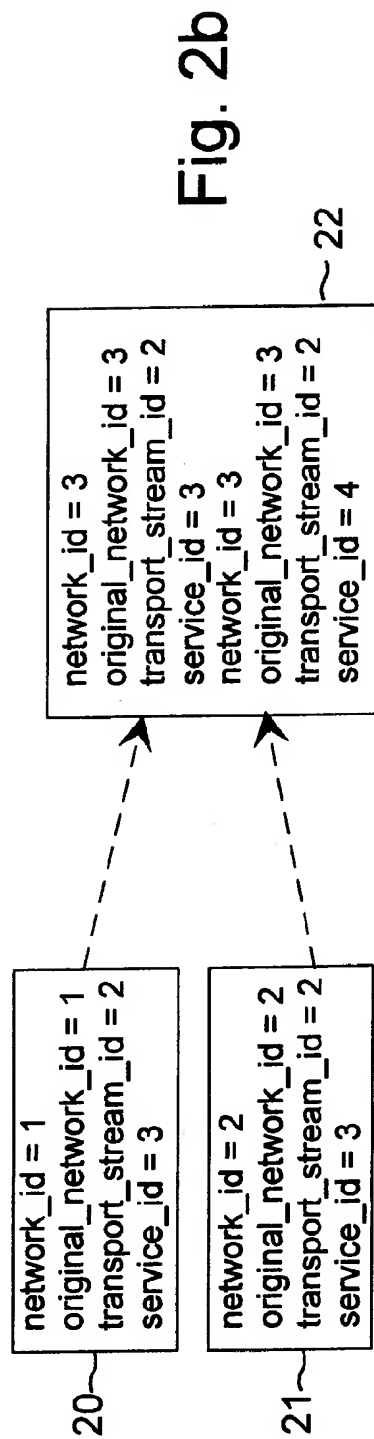 20
network_id = 1
original_network_id = 1
transport_stream_id = 2
service_id = 3
21
network_id = 2
original_network_id = 2
transport_stream_id = 2
service_id = 3
network_id = 3
original_network_id = 3
transport_stream_id = 2
service_id = 3
network_id = 3
original_network_id = 3
transport_stream_id = 2
service_id = 4
22
Fig. 2b